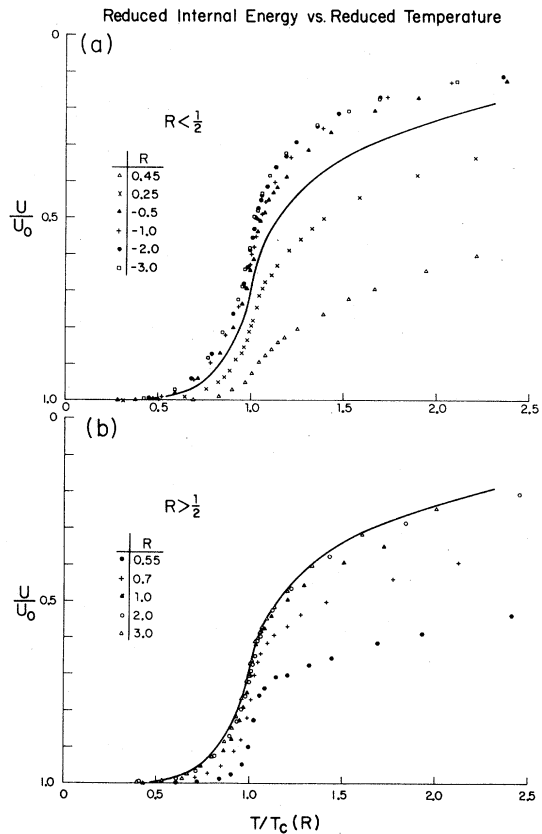 Reduced Internal Energy vs. Reduced Temperature
(a)
0
R<1/2
R
△ 0.45
× 0.25
▲ -0.5
+ -1.0
● -2.0
□ -3.0
U/U₀
0.5
1.0
0 0.5 1.0 1.5 2.0 2.5
(b)
0
R>1/2
R
● 0.55
+ 0.7
▲ 1.0
○ 2.0
△ 3.0
U/U₀
0.5
1.0
0 0.5 1.0 1.5 2.0 2.5
T/Tc(R)